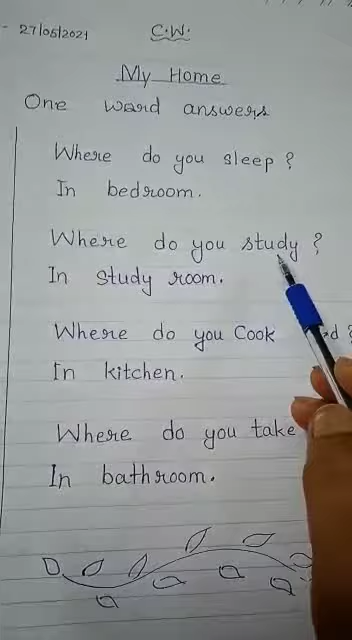 27/05/2021
C.W.
My Home
One word answers
Where do you sleep?
In bedroom.
Where do you study?
In study room.
Where do you Cook
In kitchen.
Where do you take
In bathroom.